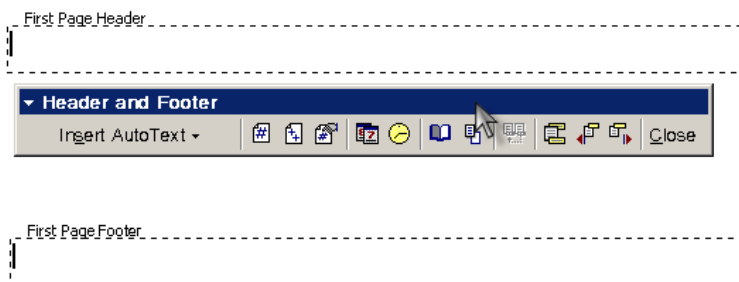 First Page Header
Header and Footer
Insert AutoText
Close
First Page Footer